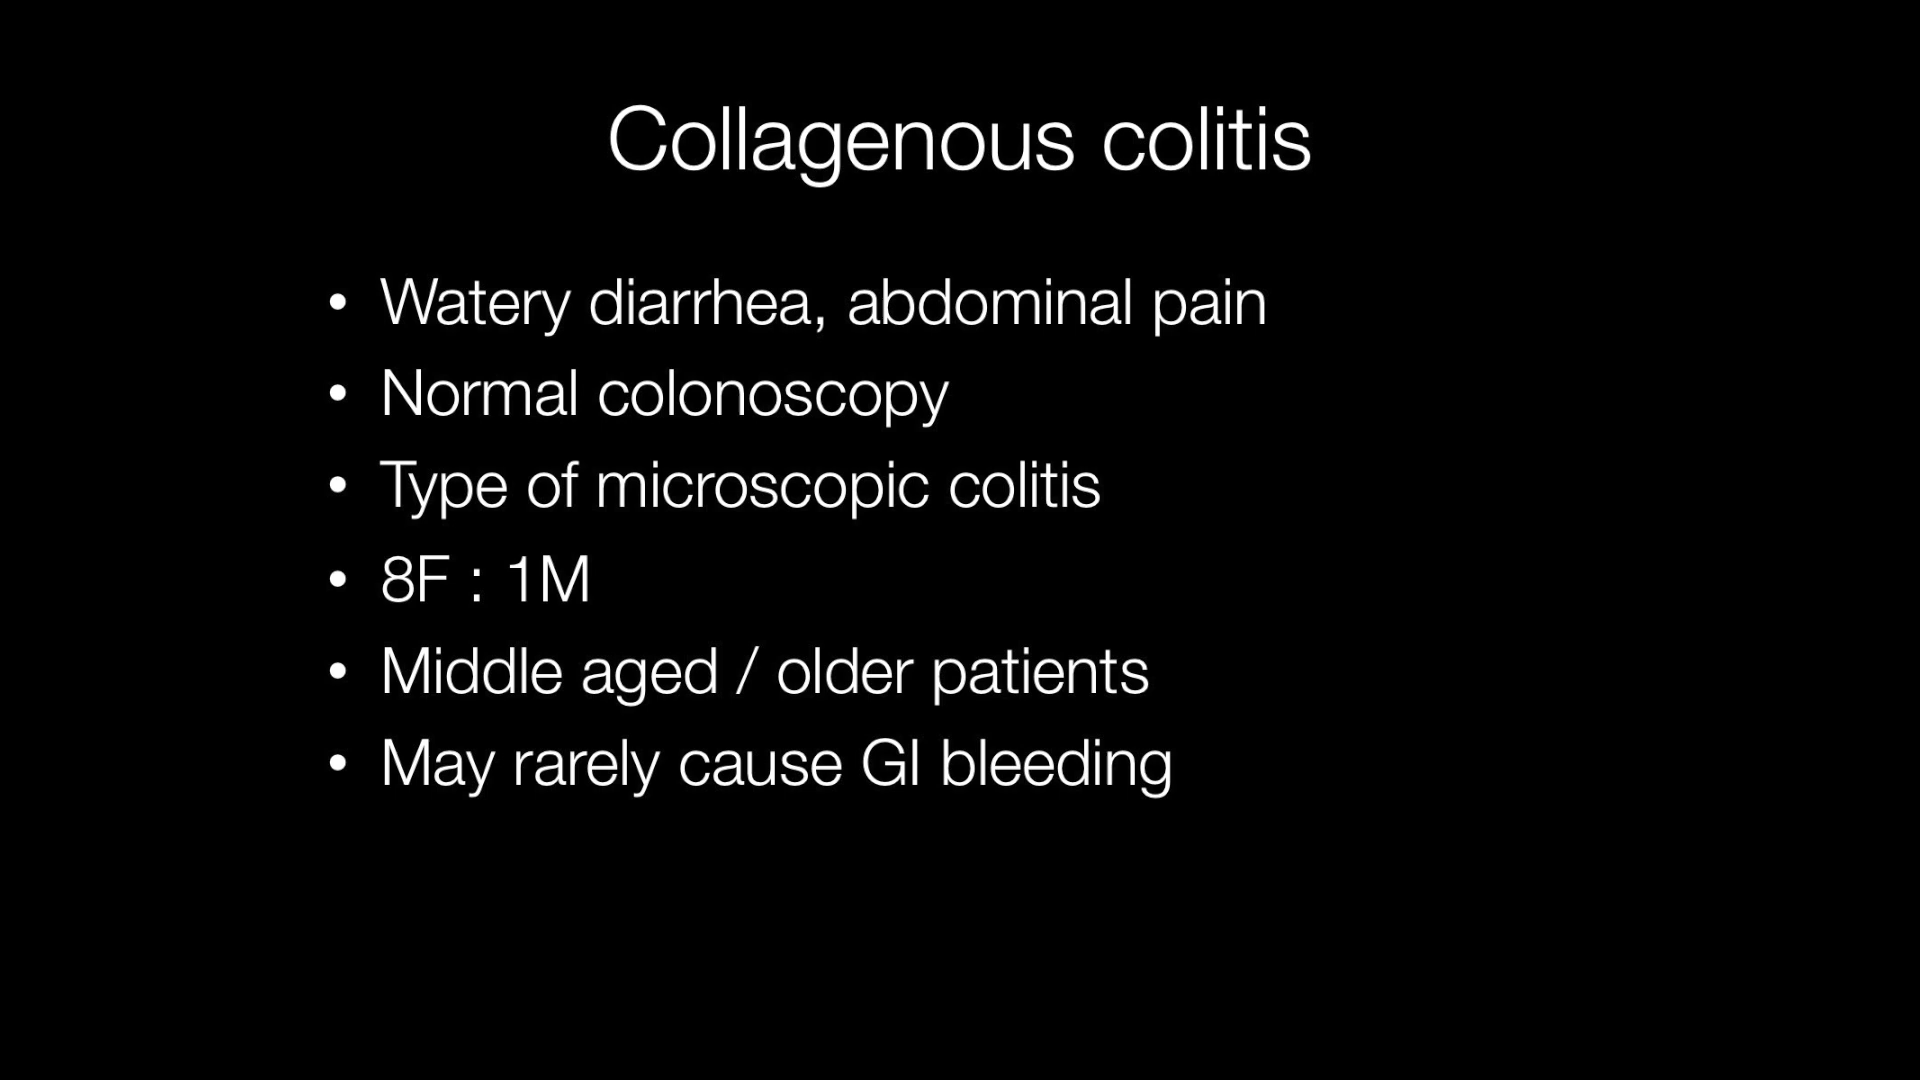 Collagenous colitis
• Watery diarrhea, abdominal pain
• Normal colonoscopy
• Type of microscopic colitis
• 8F : 1M
• Middle aged / older patients
• May rarely cause GI bleeding